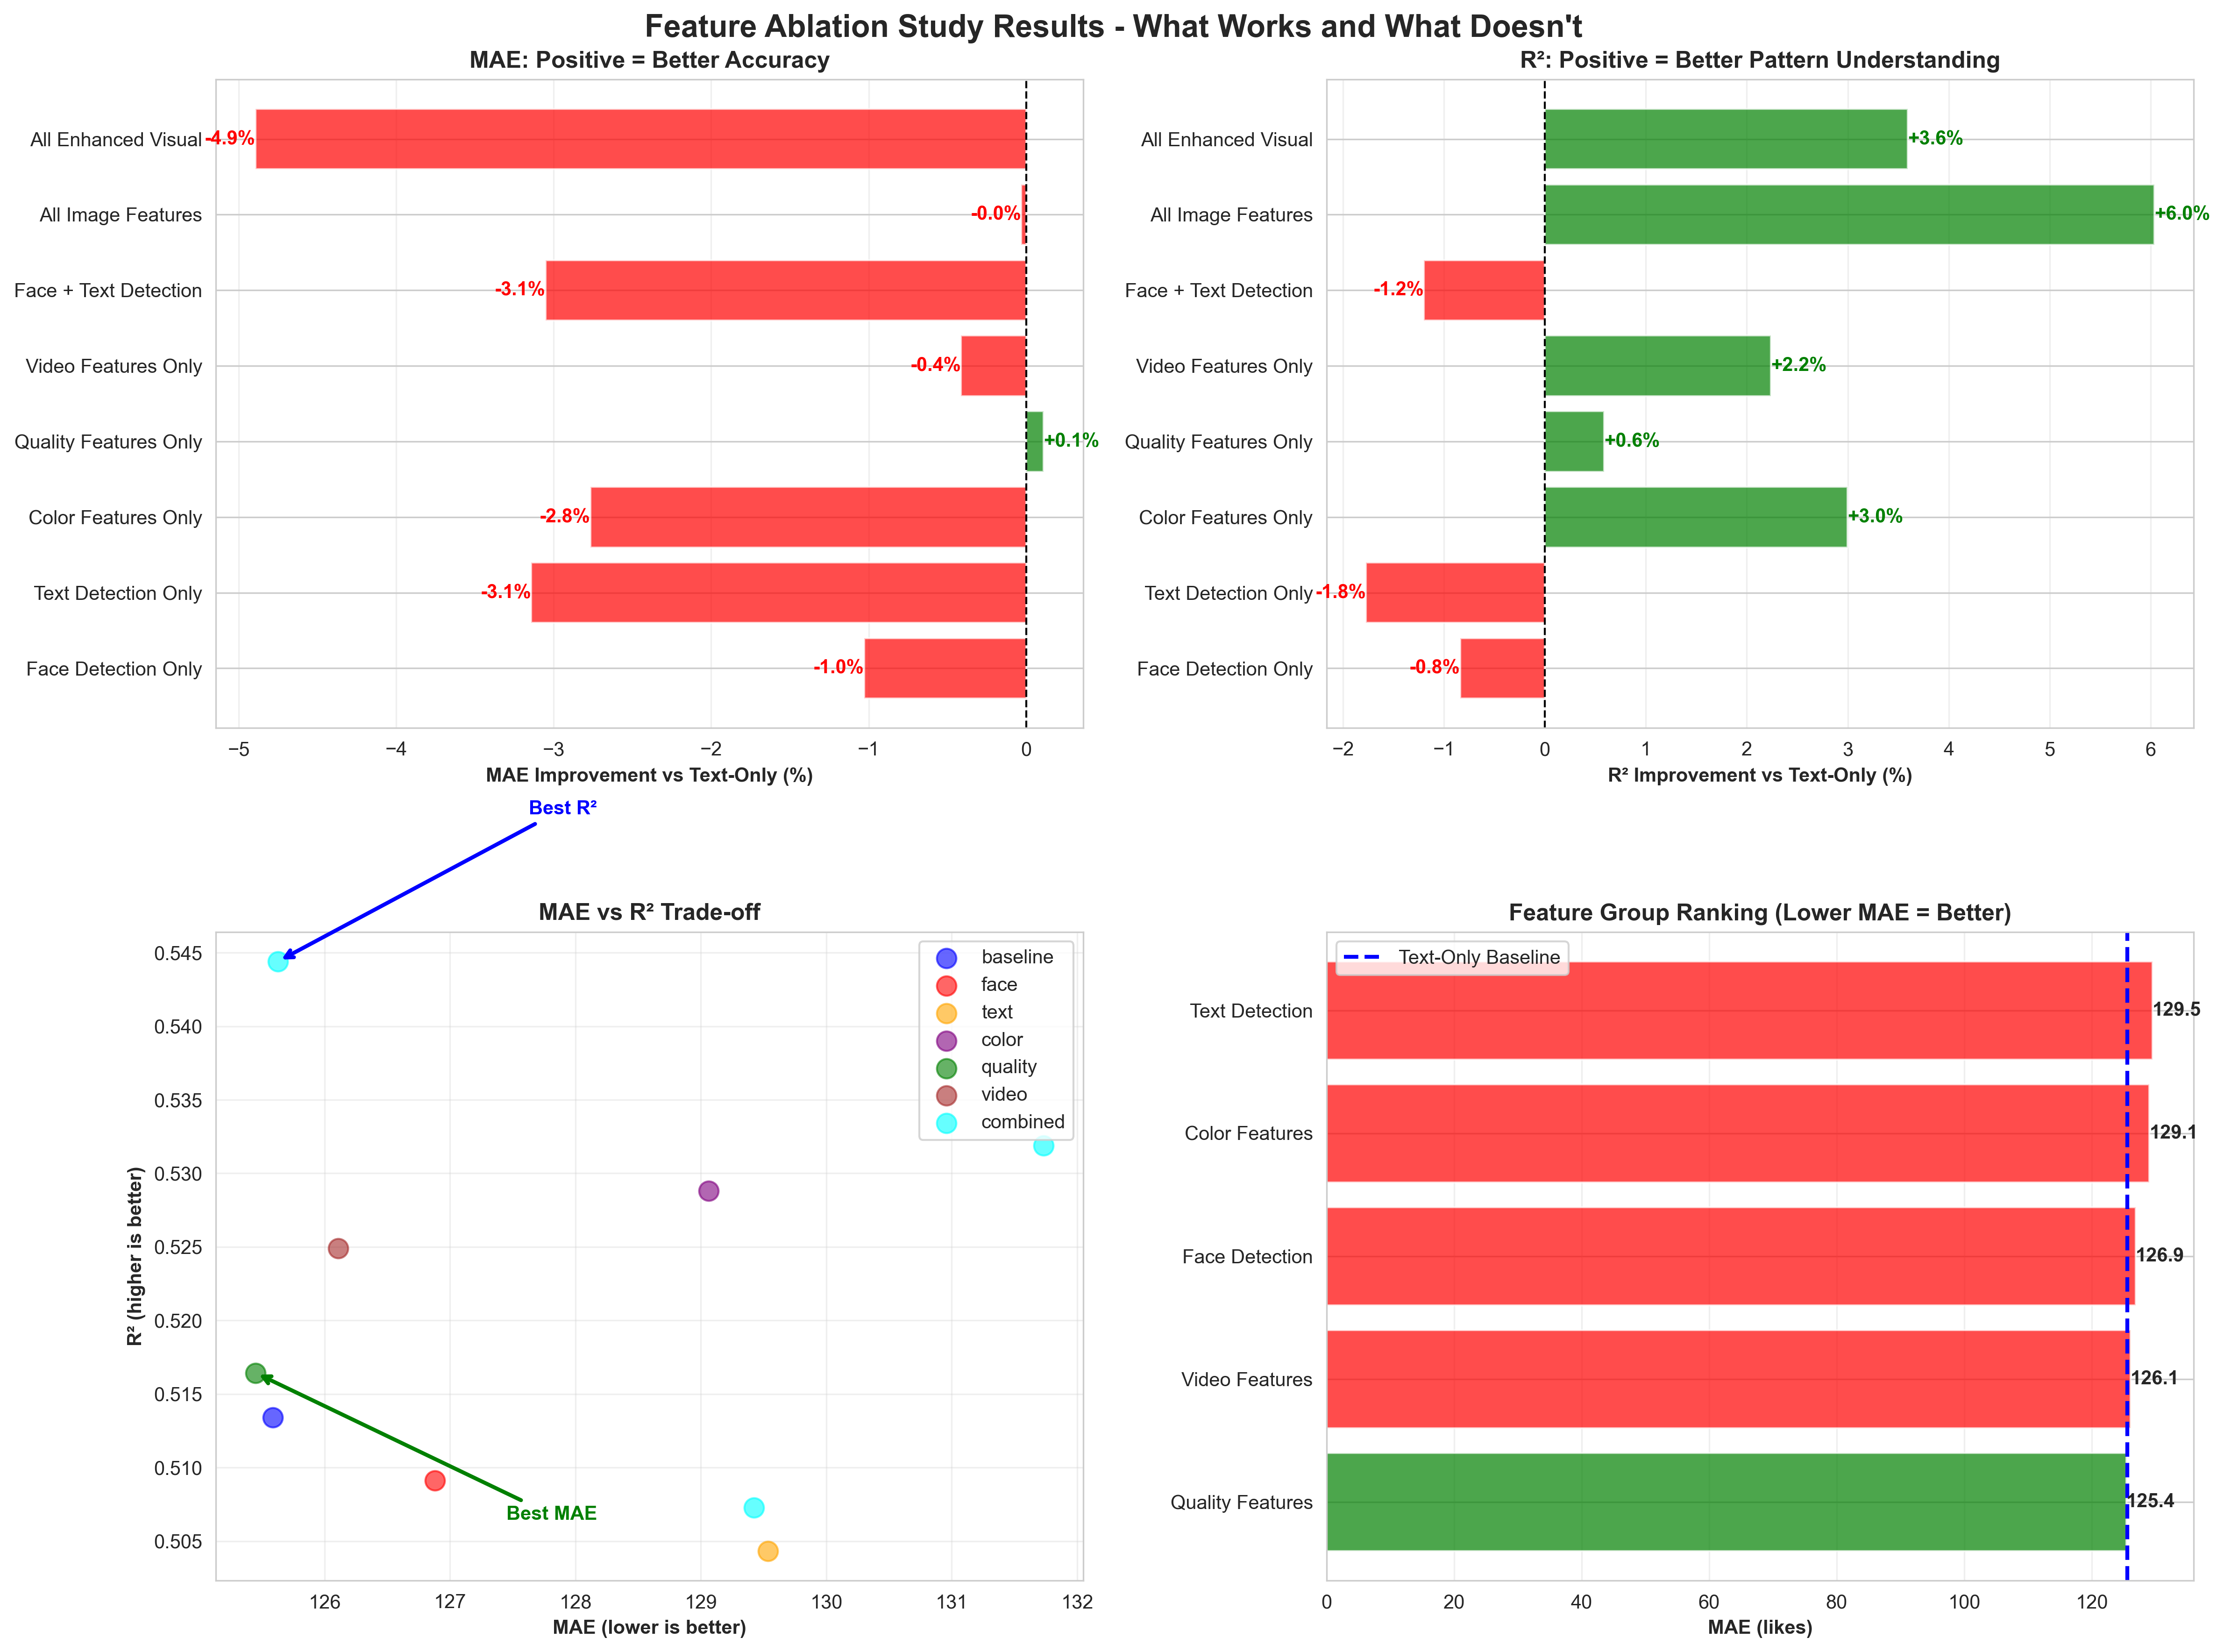 Feature Ablation Study Results - What Works and What Doesn't
MAE: Positive = Better Accuracy
All Enhanced Visual
-4.9%
All Image Features
-0.0%
Face + Text Detection
-3.1%
Video Features Only
-0.4%
Quality Features Only
+0.1%
Color Features Only
-2.8%
Text Detection Only
-3.1%
Face Detection Only
-1.0%
−5 −4 −3 −2 −1 0
MAE Improvement vs Text-Only (%)
R²: Positive = Better Pattern Understanding
All Enhanced Visual
+3.6%
All Image Features
+6.0%
Face + Text Detection
-1.2%
Video Features Only
+2.2%
Quality Features Only
+0.6%
Color Features Only
+3.0%
Text Detection Only
-1.8%
Face Detection Only
-0.8%
−2 −1 0 1 2 3 4 5 6
R² Improvement vs Text-Only (%)
Best R²
MAE vs R² Trade-off
R² (higher is better)
0.545
0.540
0.535
0.530
0.525
0.520
0.515
0.510
0.505
baseline
face
text
color
quality
video
combined
Best MAE
126 127 128 129 130 131 132
MAE (lower is better)
Feature Group Ranking (Lower MAE = Better)
Text-Only Baseline
Text Detection
129.5
Color Features
129.1
Face Detection
126.9
Video Features
126.1
Quality Features
125.4
0 20 40 60 80 100 120
MAE (likes)